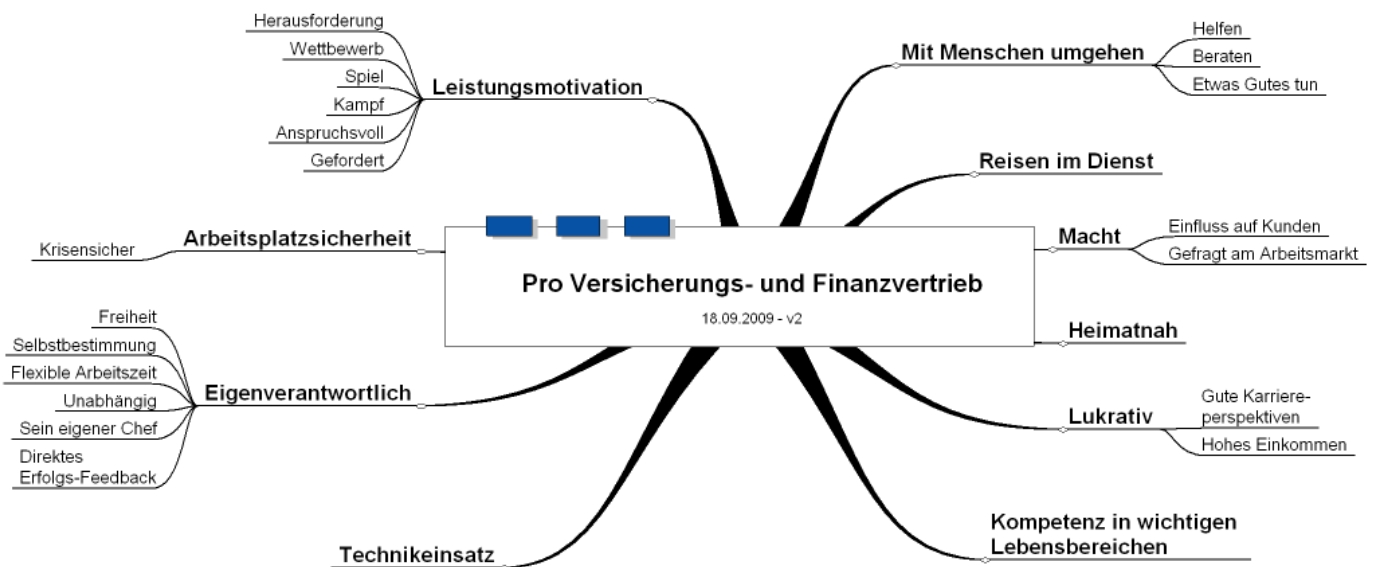 Pro Versicherungs- und Finanzvertrieb
18.09.2009 - v2
Mit Menschen umgehen
Helfen
Beraten
Etwas Gutes tun
Reisen im Dienst
Macht
Einfluss auf Kunden
Gefragt am Arbeitsmarkt
Heimatnah
Lukrativ
Gute Karriere-
perspektiven
Hohes Einkommen
Kompetenz in wichtigen
Lebensbereichen
Technikeinsatz
Eigenverantwortlich
Freiheit
Selbstbestimmung
Flexible Arbeitszeit
Unabhängig
Sein eigener Chef
Direktes
Erfolgs-Feedback
Arbeitsplatzsicherheit
Krisensicher
Leistungsmotivation
Herausforderung
Wettbewerb
Spiel
Kampf
Anspruchsvoll
Gefordert